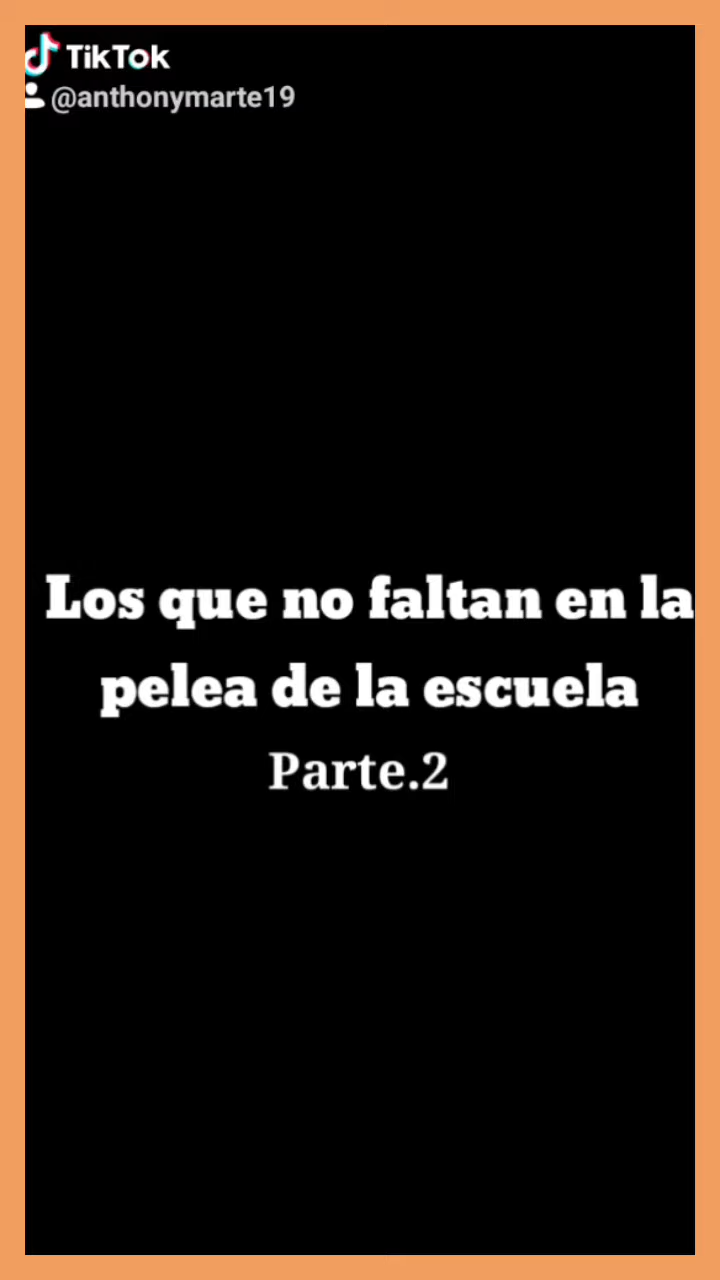 TikTok
@anthonymarte19
Los que no faltan en la
pelea de la escuela
Parte.2